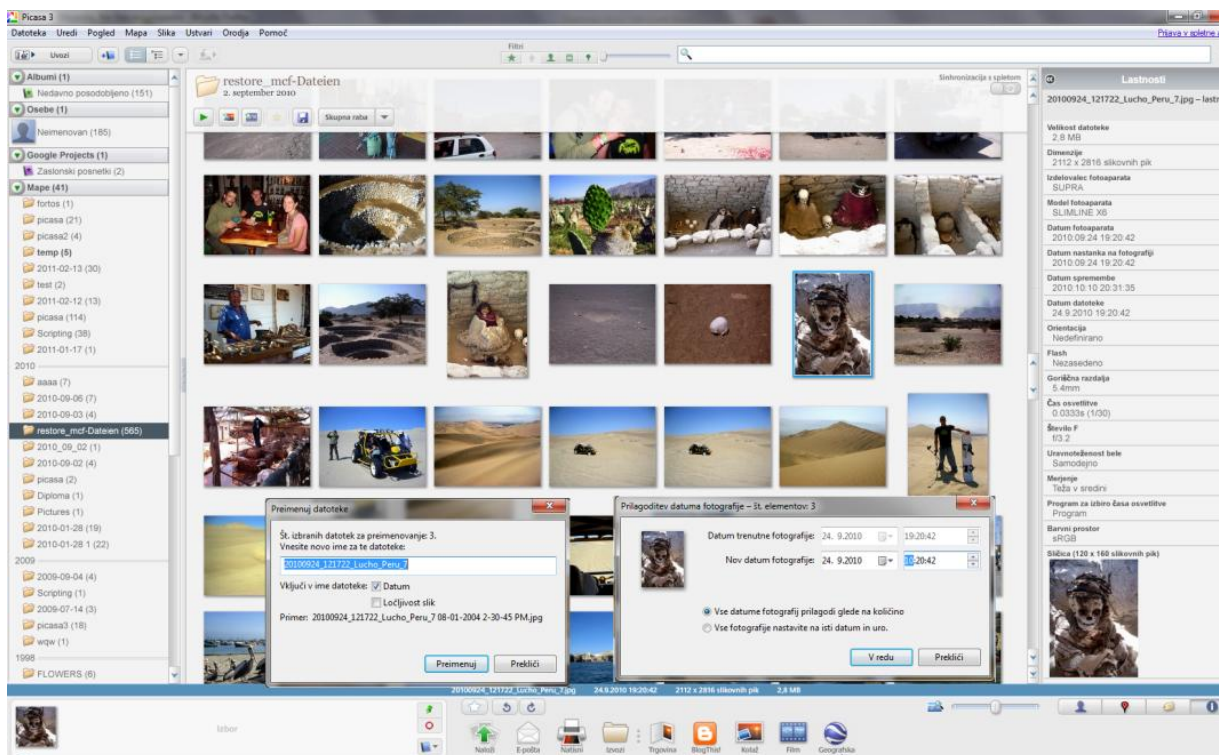 Picasa 3
Datoteka Uredi Pogled Mapa Slika Ustvari Orodja Pomoč
Prijava v spletne
Uvozi
Filtri
Albumi (1)
Nedavno posodobljeno (151)
Osebe (1)
Neimenovan (185)
Google Projects (1)
Zaslonski posnetki (2)
Mape (41)
fortos (1)
picasa (21)
picasa2 (4)
temp (5)
2011-02-13 (30)
test (2)
2011-02-12 (13)
picasa (114)
Scripting (38)
2011-01-17 (1)
2010
aaaa (7)
2010-09-06 (7)
2010-09-03 (4)
restore_mcf-Dateien (565)
2010_09_02 (1)
2010-09-02 (4)
picasa (2)
Diploma (1)
Pictures (1)
2010-01-28 (19)
2010-01-28 1 (22)
2009
2009-09-04 (4)
Scripting (1)
2009-07-14 (3)
picasa3 (18)
wqw (1)
1998
FLOWERS (6)
restore_mcf-Dateien
2. september 2010
Sinhronizacija s spletom
Skupna raba
Preimenuj datoteke
Št. izbranih datotek za preimenovanje: 3.
Vnesite novo ime za te datoteke:
20100924_121722_Lucho_Peru_7
Vključi v ime datoteke: Datum
Ločljivost slik
Primer: 20100924_121722_Lucho_Peru_7 08-01-2004 2-30-45 PM.jpg
Preimenuj Prekliči
Prilagoditev datuma fotografije – št. elementov: 3
Datum trenutne fotografije: 24. 9.2010 19:20:42
Nov datum fotografije: 24. 9.2010 :20:42
Vse datume fotografij prilagodi glede na količino
Vse fotografije nastavite na isti datum in uro.
V redu Prekliči
Lastnosti
20100924_121722_Lucho_Peru_7.jpg – lastr
Velikost datoteke
2,8 MB
Dimenzije
2112 x 2816 slikovnih pik
Izdelovalec fotoaparata
SUPRA
Model fotoaparata
SLIMLINE X6
Datum fotoaparata
2010:09:24 19:20:42
Datum nastanka na fotografiji
2010:09:24 19:20:42
Datum spremembe
2010:10:10 20:31:35
Datum datoteke
24.9.2010 19:20:42
Orientacija
Nedefinirano
Flash
Nezasedeno
Goriščna razdalja
5.4mm
Čas osvetlitve
0.0333s (1/30)
Število F
f/3.2
Uravnoteženost bele
Samodejno
Merjenje
Teža v sredini
Program za izbiro časa osvetlitve
Program
Barvni prostor
sRGB
Sličica (120 x 160 slikovnih pik)
20100924_121722_Lucho_Peru_7.jpg 24.9.2010 19:20:42 2112 x 2816 slikovnih pik 2,8 MB
Izbor
Naloži E-pošta Natisni Izvozi Trgovina BlogThis! Kolaž Film Geografska